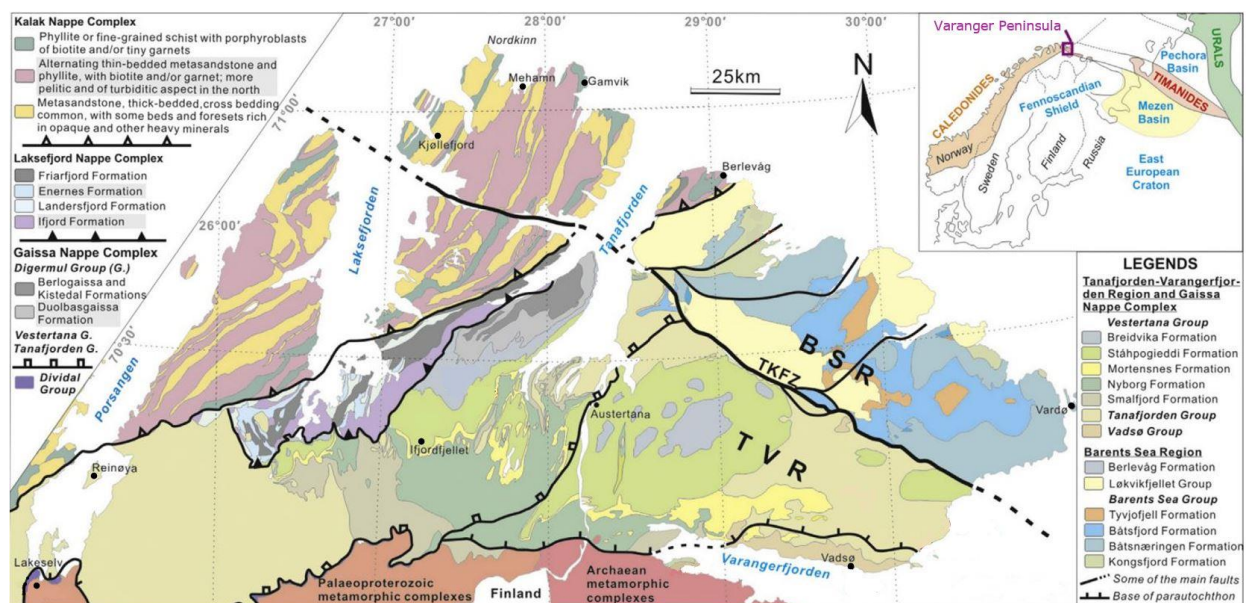 Kalak Nappe Complex
Phyllite or fine-grained schist with porphyroblasts
of biotite and/or tiny garnets
Alternating thin-bedded metasandstone and
phyllite, with biotite and/or garnet; more
pelitic and of turbiditic aspect in the north
Metasandstone, thick-bedded, cross bedding
common, with some beds and foresets rich
in opaque and other heavy minerals
Laksefjord Nappe Complex
Friarfjord Formation
Enernes Formation
Landersfjord Formation
Ifjord Formation
Gaissa Nappe Complex
Digermul Group (G.)
Berlogaissa and
Kistedal Formations
Duolbasgaissa
Formation
Vestertana G.
Tanafjorden G.
Dividal
Group
27°00'
28°00'
29°00'
30°00'
71°00'
26°00'
70°30'
Nordkinn
Mehamn
Gamvik
Kjøllefjord
25km
N
Berlevåg
Laksefjorden
Tanafjorden
Porsangen
BSR
TKFZ
Vardø
Austertana
Ifjordfjellet
TVR
Reinøya
Lakeselv
Vadsø
Varangerfjorden
Palaeoproterozoic
metamorphic complexes
Finland
Archaean
metamorphic
complexes
Varanger Peninsula
URALS
Pechora
Basin
TIMANIDES
CALEDONIDES
Fennoscandian
Shield
Mezen
Basin
Norway
Sweden
Finland
Russia
East
European
Craton
LEGENDS
Tanafjorden-Varangerfjor-
den Region and Gaissa
Nappe Complex
Vestertana Group
Breidvika Formation
Ståhpogieddi Formation
Mortensnes Formation
Nyborg Formation
Smalfjord Formation
Tanafjorden Group
Vadsø Group
Barents Sea Region
Berlevåg Formation
Løkvikfjellet Group
Barents Sea Group
Tyvjofjell Formation
Båtsfjord Formation
Båtsnæringen Formation
Kongsfjord Formation
Some of the main faults
Base of parautochthon